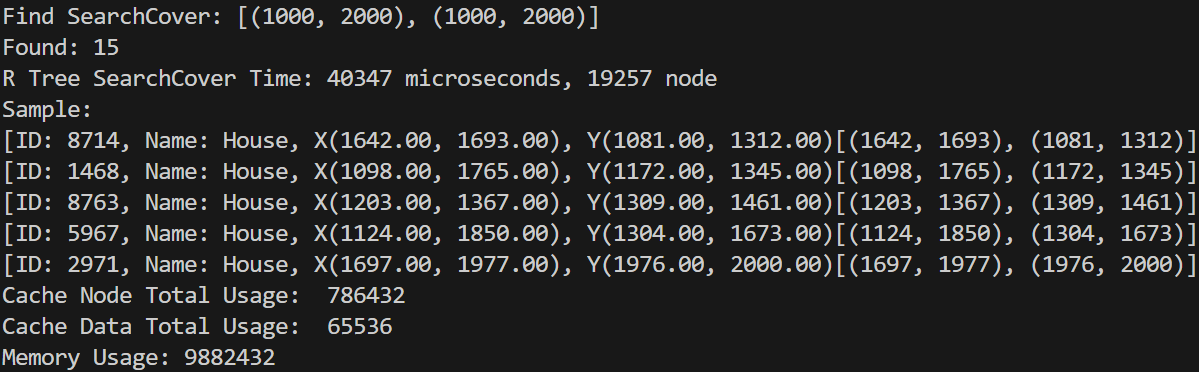 Find SearchCover: [(1000, 2000), (1000, 2000)]
Found: 15
R Tree SearchCover Time: 40347 microseconds, 19257 node
Sample:
[ID: 8714, Name: House, X(1642.00, 1693.00), Y(1081.00, 1312.00)[(1642, 1693), (1081, 1312)]
[ID: 1468, Name: House, X(1098.00, 1765.00), Y(1172.00, 1345.00)[(1098, 1765), (1172, 1345)]
[ID: 8763, Name: House, X(1203.00, 1367.00), Y(1309.00, 1461.00)[(1203, 1367), (1309, 1461)]
[ID: 5967, Name: House, X(1124.00, 1850.00), Y(1304.00, 1673.00)[(1124, 1850), (1304, 1673)]
[ID: 2971, Name: House, X(1697.00, 1977.00), Y(1976.00, 2000.00)[(1697, 1977), (1976, 2000)]
Cache Node Total Usage:  786432
Cache Data Total Usage:  65536
Memory Usage: 9882432